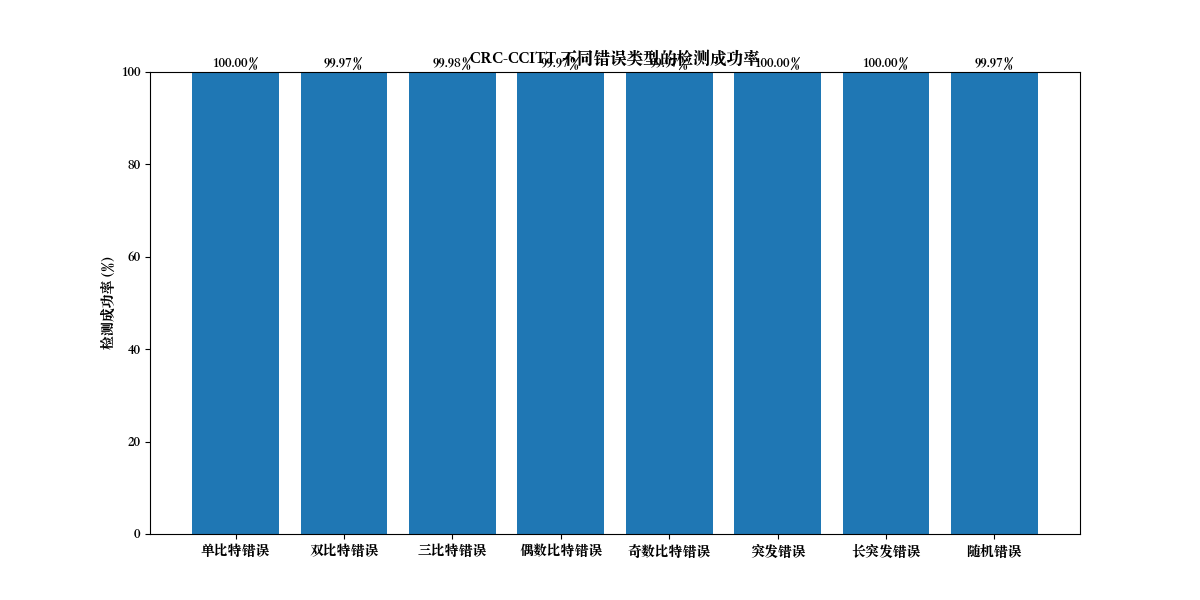 CRC-CCITT 不同错误类型的检测成功率
100.00%
99.97%
99.98%
99.97%
99.97%
100.00%
100.00%
99.97%
100
80
60
40
20
0
检测成功率 (%)
单比特错误
双比特错误
三比特错误
偶数比特错误
奇数比特错误
突发错误
长突发错误
随机错误